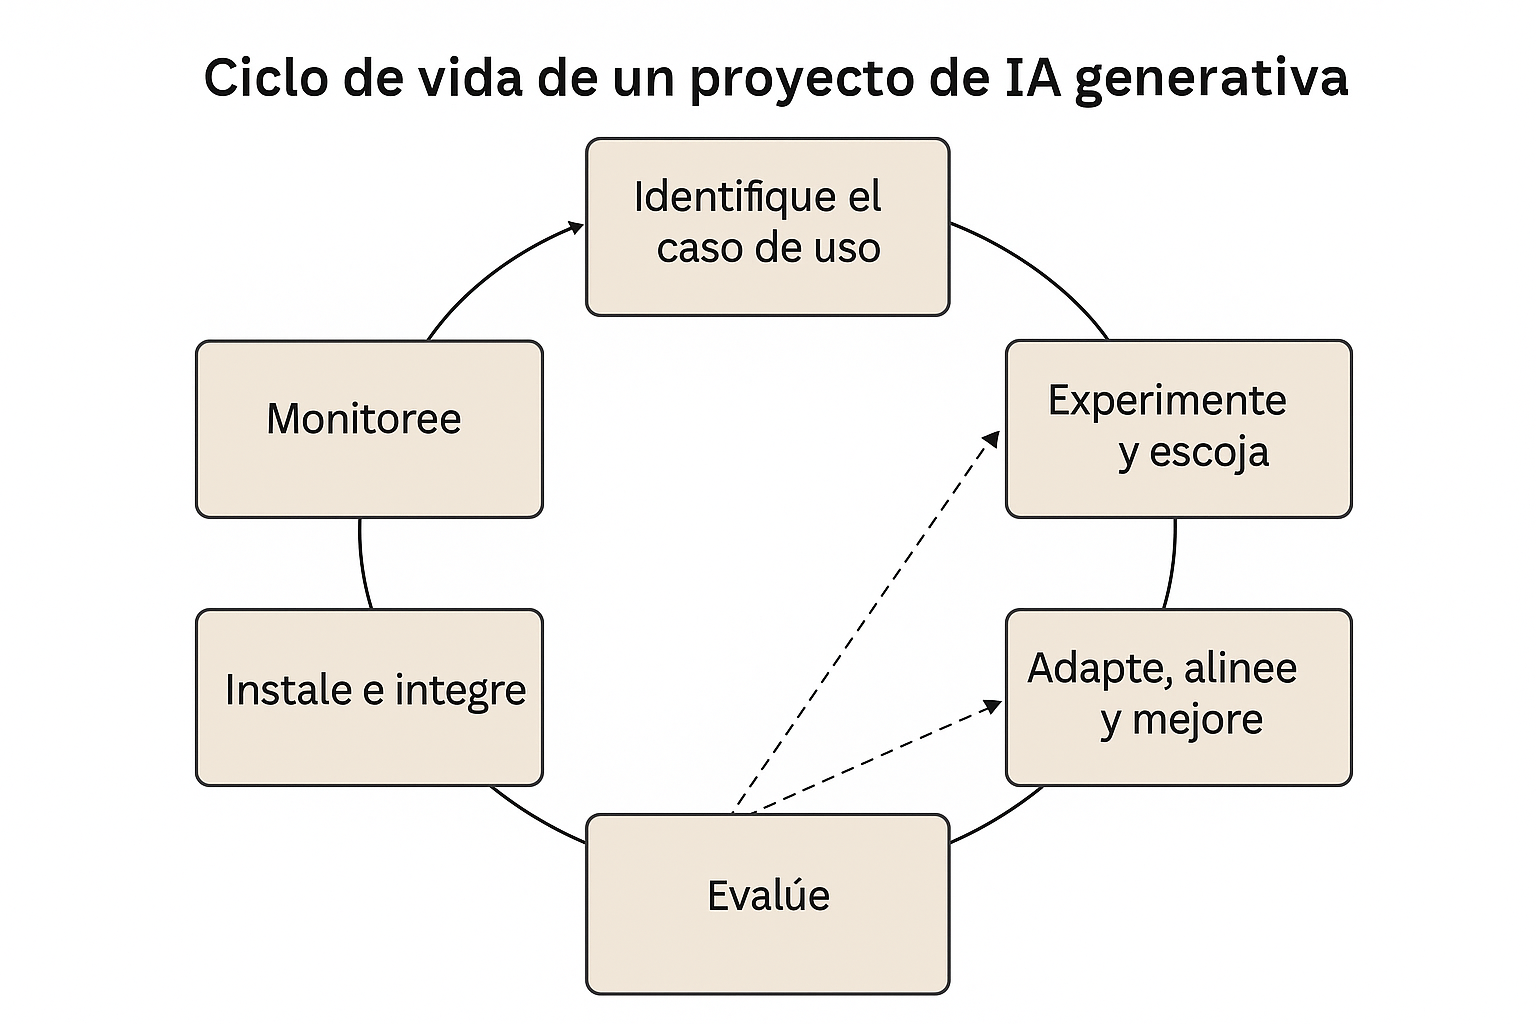 Ciclo de vida de un proyecto de IA generativa
Identifique el
caso de uso
Experimente
y escoja
Adapte, alinee
y mejore
Evalúe
Instale e integre
Monitoree